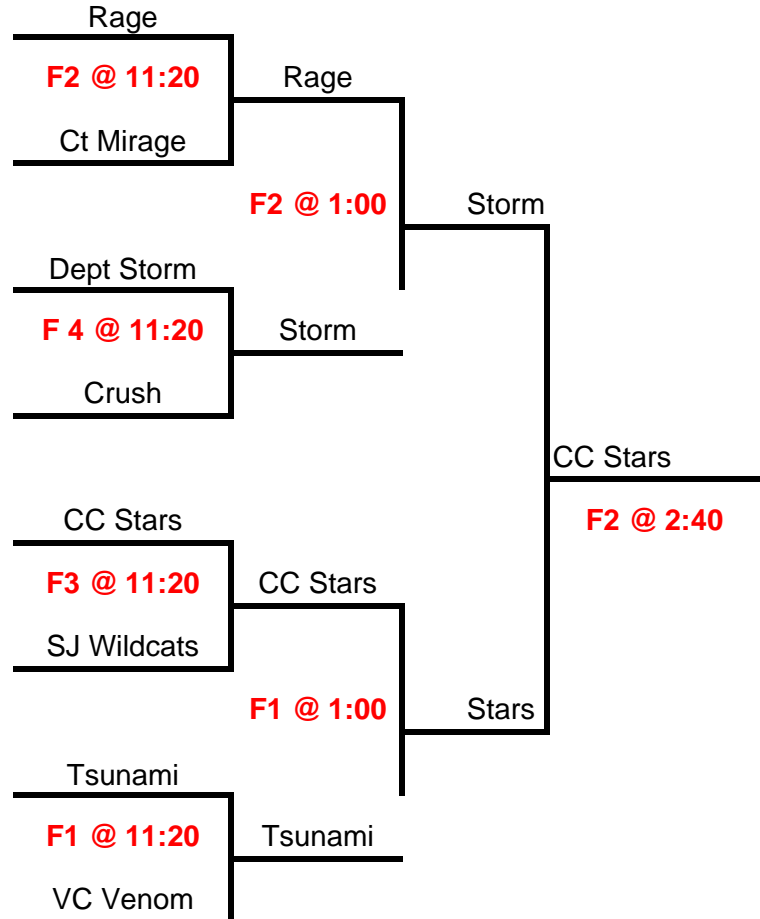 Rage
F2 @ 11:20
Rage
Ct Mirage
F2 @ 1:00
Storm
Dept Storm
F 4 @ 11:20
Storm
Crush
CC Stars
F2 @ 2:40
CC Stars
F3 @ 11:20
CC Stars
SJ Wildcats
F1 @ 1:00
Stars
Tsunami
F1 @ 11:20
Tsunami
VC Venom